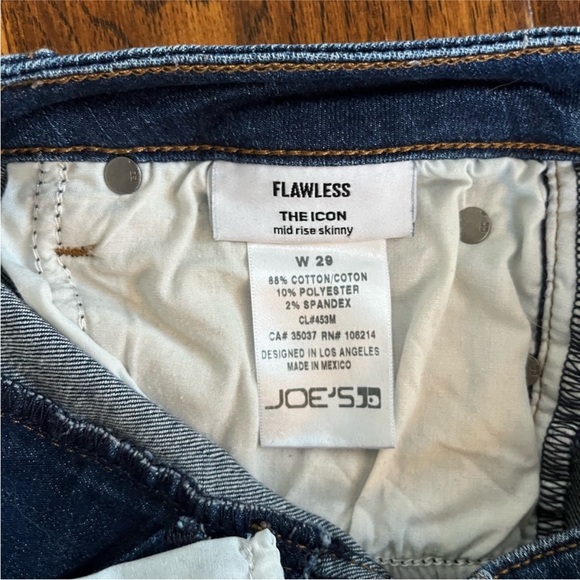 FLAWLESS
THE ICON
mid rise skinny
W 29
88% COTTON/COTON
10% POLYESTER
2% SPANDEX
CL#453M
CA# 35037 RN# 106214
DESIGNED IN LOS ANGELES
MADE IN MEXICO
JOE'S